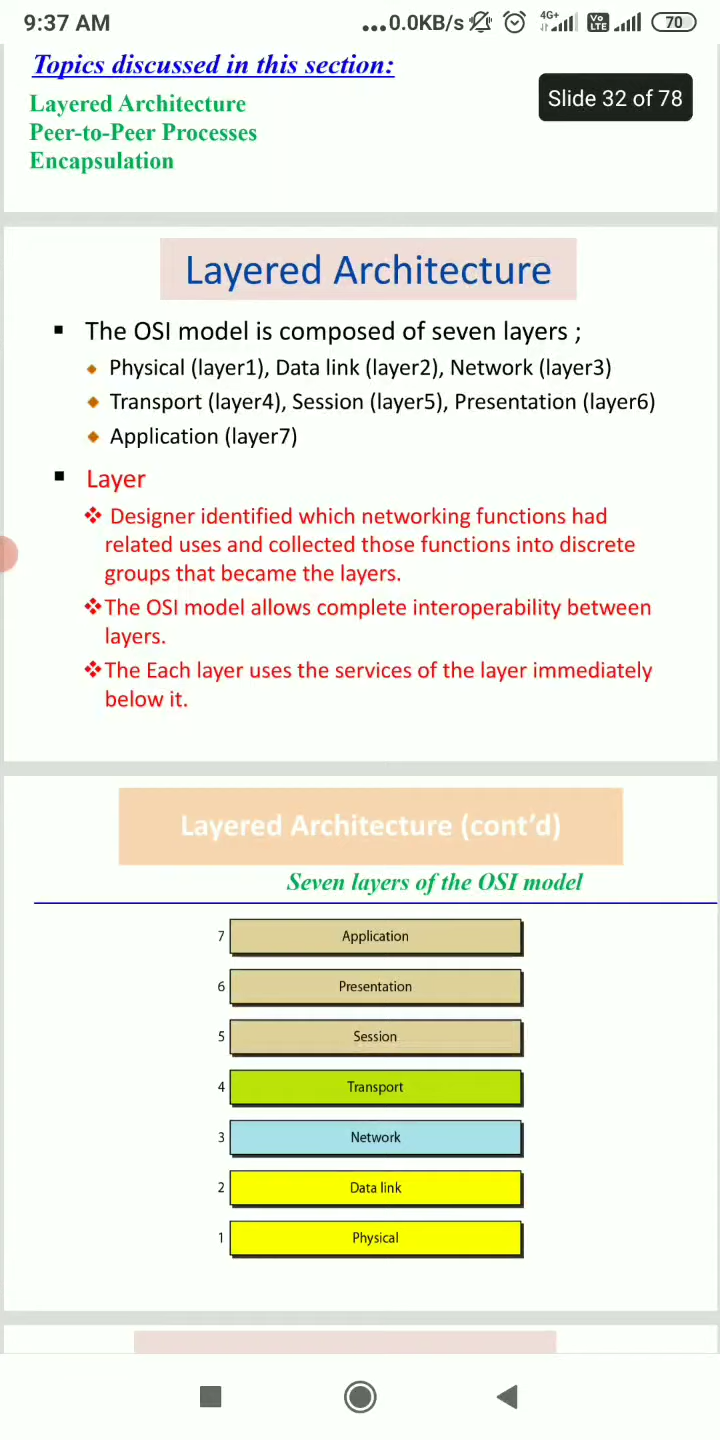 9:37 AM
...0.0KB/s 4G+ Vo LTE 70
Topics discussed in this section:
Slide 32 of 78
Layered Architecture
Peer-to-Peer Processes
Encapsulation
Layered Architecture
The OSI model is composed of seven layers ;
Physical (layer1), Data link (layer2), Network (layer3)
Transport (layer4), Session (layer5), Presentation (layer6)
Application (layer7)
Layer
Designer identified which networking functions had
related uses and collected those functions into discrete
groups that became the layers.
The OSI model allows complete interoperability between
layers.
The Each layer uses the services of the layer immediately
below it.
Layered Architecture (cont’d)
Seven layers of the OSI model
7 Application
6 Presentation
5 Session
4 Transport
3 Network
2 Data link
1 Physical